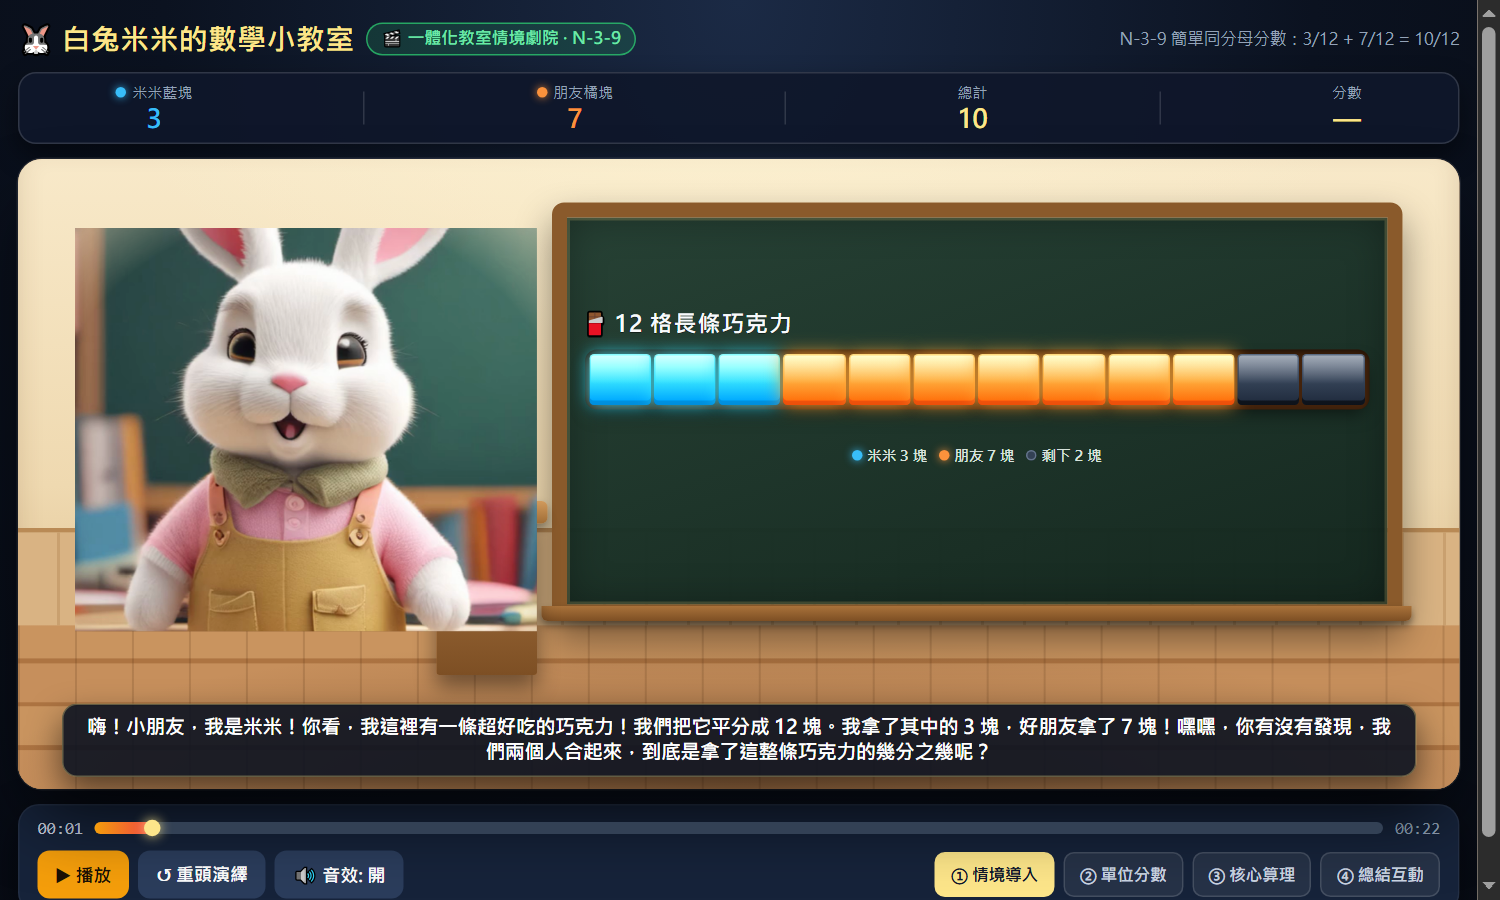 白兔米米的數學小教室
一體化教室情境劇院 · N-3-9
N-3-9 簡單同分母分數：3/12 + 7/12 = 10/12
米米藍塊
3
朋友橘塊
7
總計
10
分數
—
12 格長條巧克力
米米 3 塊
朋友 7 塊
剩下 2 塊
嗨！小朋友，我是米米！你看，我這裡有一條超好吃的巧克力！我們把它平分成 12 塊。我拿了其中的 3 塊，好朋友拿了 7 塊！嘿嘿，你有沒有發現，我
們兩個人合起來，到底是拿了這整條巧克力的幾分之幾呢？
00:01
00:22
▶ 播放
↺ 重頭演繹
音效: 開
① 情境導入
② 單位分數
③ 核心算理
④ 總結互動